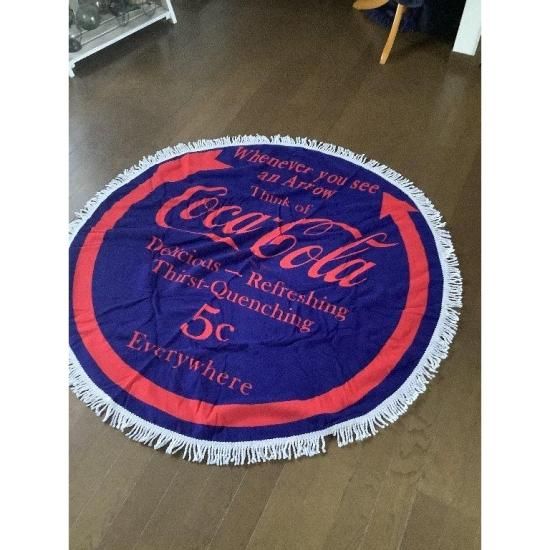 Whenever you see
an Arrow
Think of
Coca-Cola
Delicious — Refreshing
Thirst-Quenching
5c
Everywhere